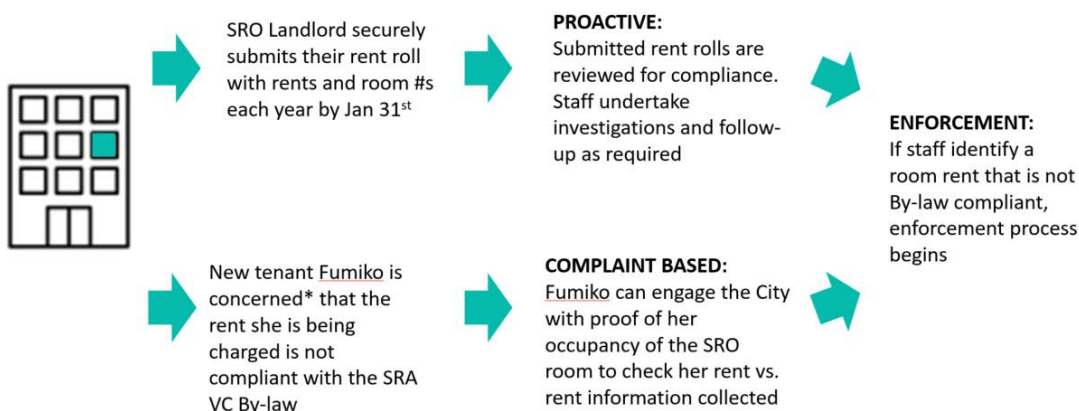 SRO Landlord securely
submits their rent roll
with rents and room #s
each year by Jan 31st
PROACTIVE:
Submitted rent rolls are
reviewed for compliance.
Staff undertake
investigations and follow-
up as required
ENFORCEMENT:
If staff identify a
room rent that is not
By-law compliant,
enforcement process
begins
New tenant Fumiko is
concerned* that the
rent she is being
charged is not
compliant with the SRA
VC By-law
COMPLAINT BASED:
Fumiko can engage the City
with proof of her
occupancy of the SRO
room to check her rent vs.
rent information collected